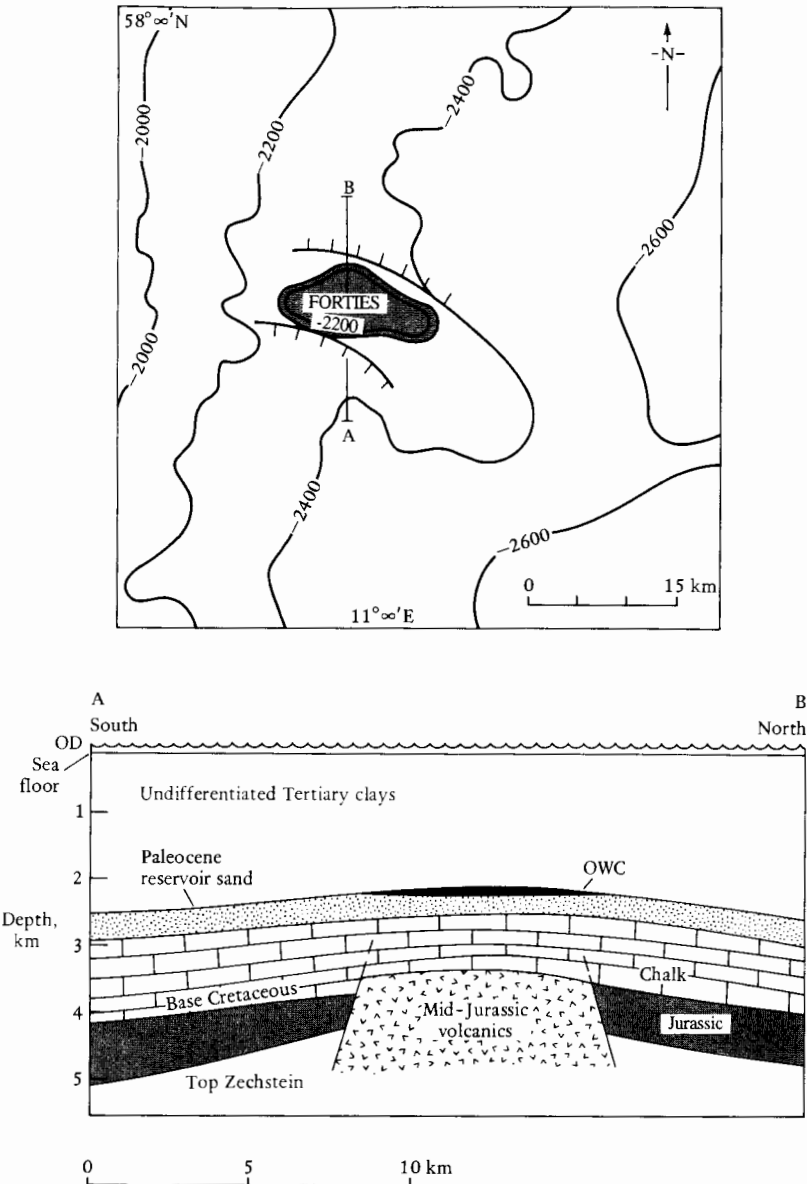 58°∞'N
-N-
-2000
-2200
-2400
B
-2600
FORTIES
-2200
-2000
A
-2400
-2600
0 15 km
11°∞'E
A B
South North
OD
Sea
floor
Undifferentiated Tertiary clays
1
Paleocene
reservoir sand
OWC
2
Depth,
km
3
Chalk
Base Cretaceous
4
Mid-Jurassic
volcanics
Jurassic
5
Top Zechstein
0 5 10 km